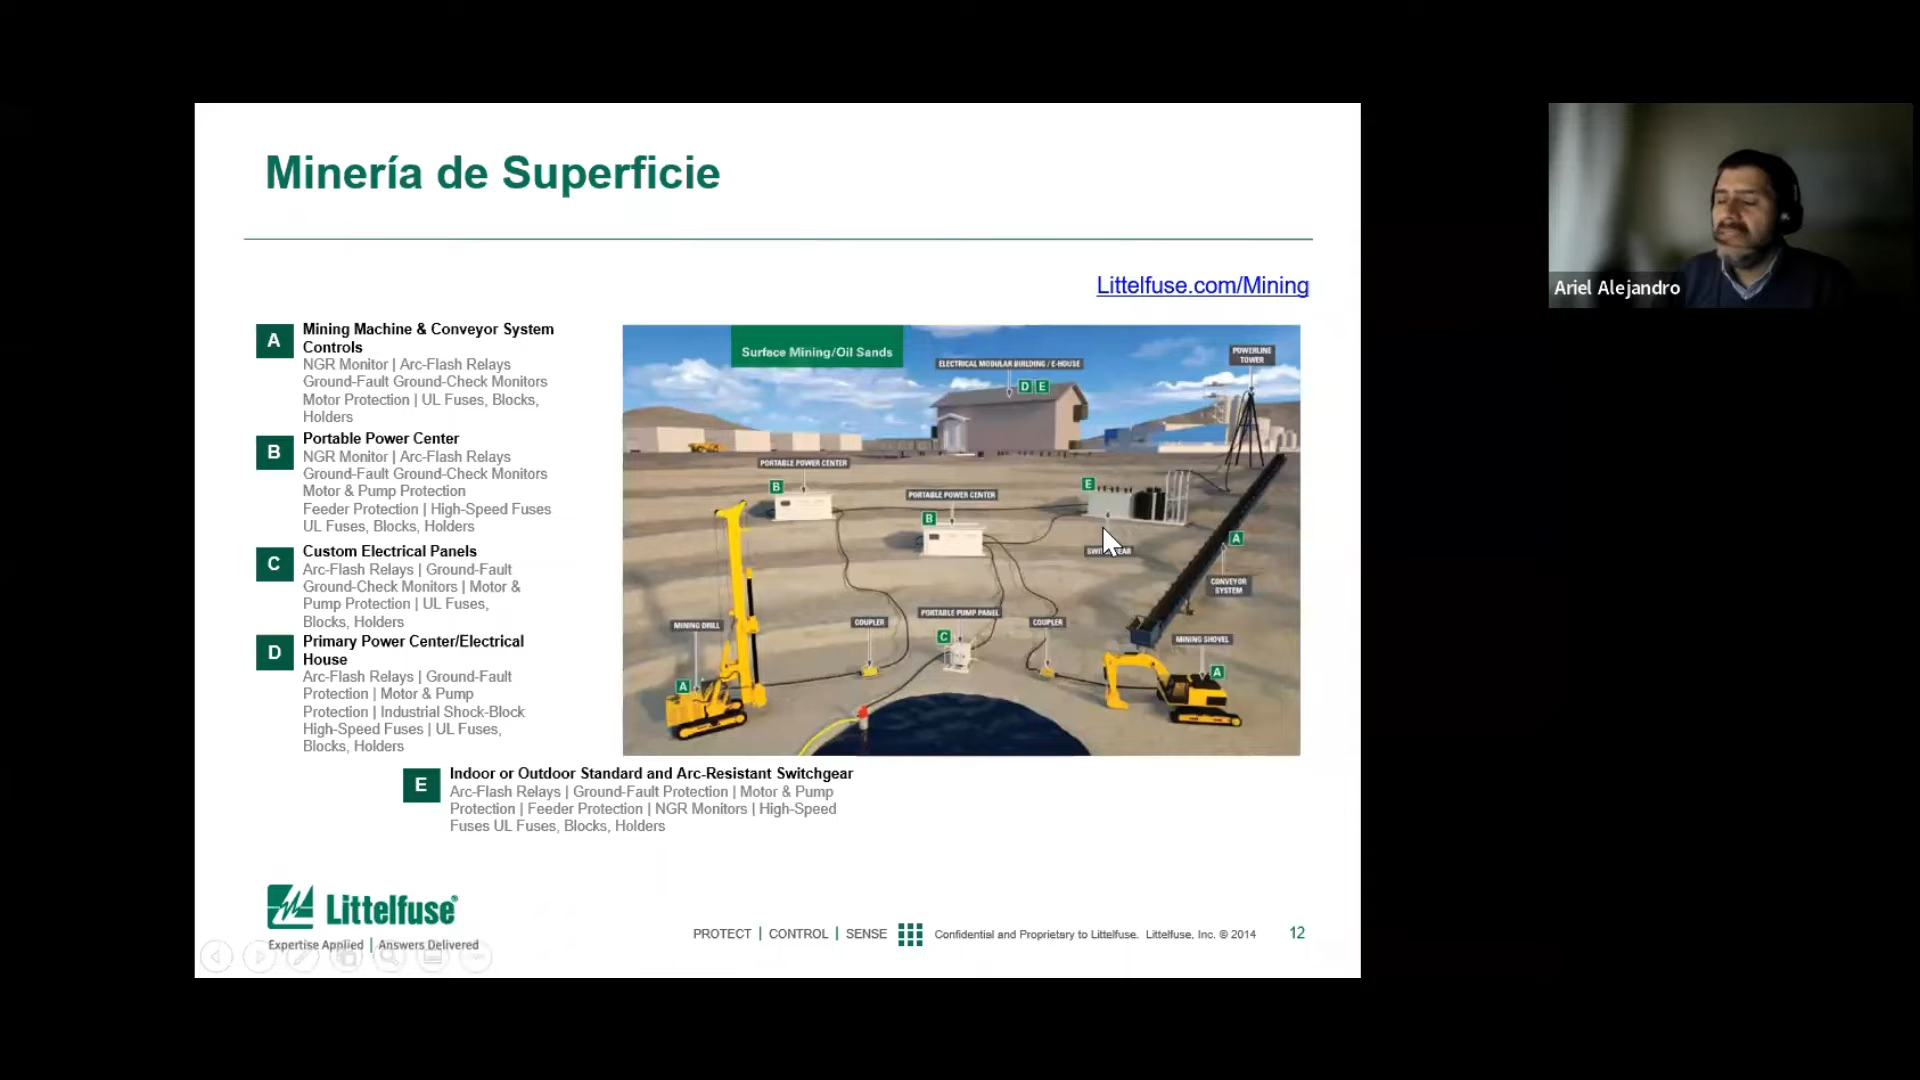 Minería de Superficie
Littelfuse.com/Mining
A
Mining Machine & Conveyor System
Controls
NGR Monitor | Arc-Flash Relays
Ground-Fault Ground-Check Monitors
Motor Protection | UL Fuses, Blocks,
Holders
B
Portable Power Center
NGR Monitor | Arc-Flash Relays
Ground-Fault Ground-Check Monitors
Motor & Pump Protection
Feeder Protection | High-Speed Fuses
UL Fuses, Blocks, Holders
C
Custom Electrical Panels
Arc-Flash Relays | Ground-Fault
Ground-Check Monitors | Motor &
Pump Protection | UL Fuses,
Blocks, Holders
D
Primary Power Center/Electrical
House
Arc-Flash Relays | Ground-Fault
Protection | Motor & Pump
Protection | Industrial Shock-Block
High-Speed Fuses | UL Fuses,
Blocks, Holders
E
Indoor or Outdoor Standard and Arc-Resistant Switchgear
Arc-Flash Relays | Ground-Fault Protection | Motor & Pump
Protection | Feeder Protection | NGR Monitors | High-Speed
Fuses UL Fuses, Blocks, Holders
Surface Mining/Oil Sands
ELECTRICAL MODULAR BUILDING / E-HOUSE
D E
POWERLINE
TOWER
PORTABLE POWER CENTER
B
PORTABLE POWER CENTER
B
E
A
CONVEYOR
SYSTEM
MINING DRILL
A
COUPLER
PORTABLE PUMP PANEL
C
COUPLER
MINING SHOVEL
A
Littelfuse®
Expertise Applied | Answers Delivered
PROTECT | CONTROL | SENSE
Confidential and Proprietary to Littelfuse. Littelfuse, Inc. © 2014
12
Ariel Alejandro